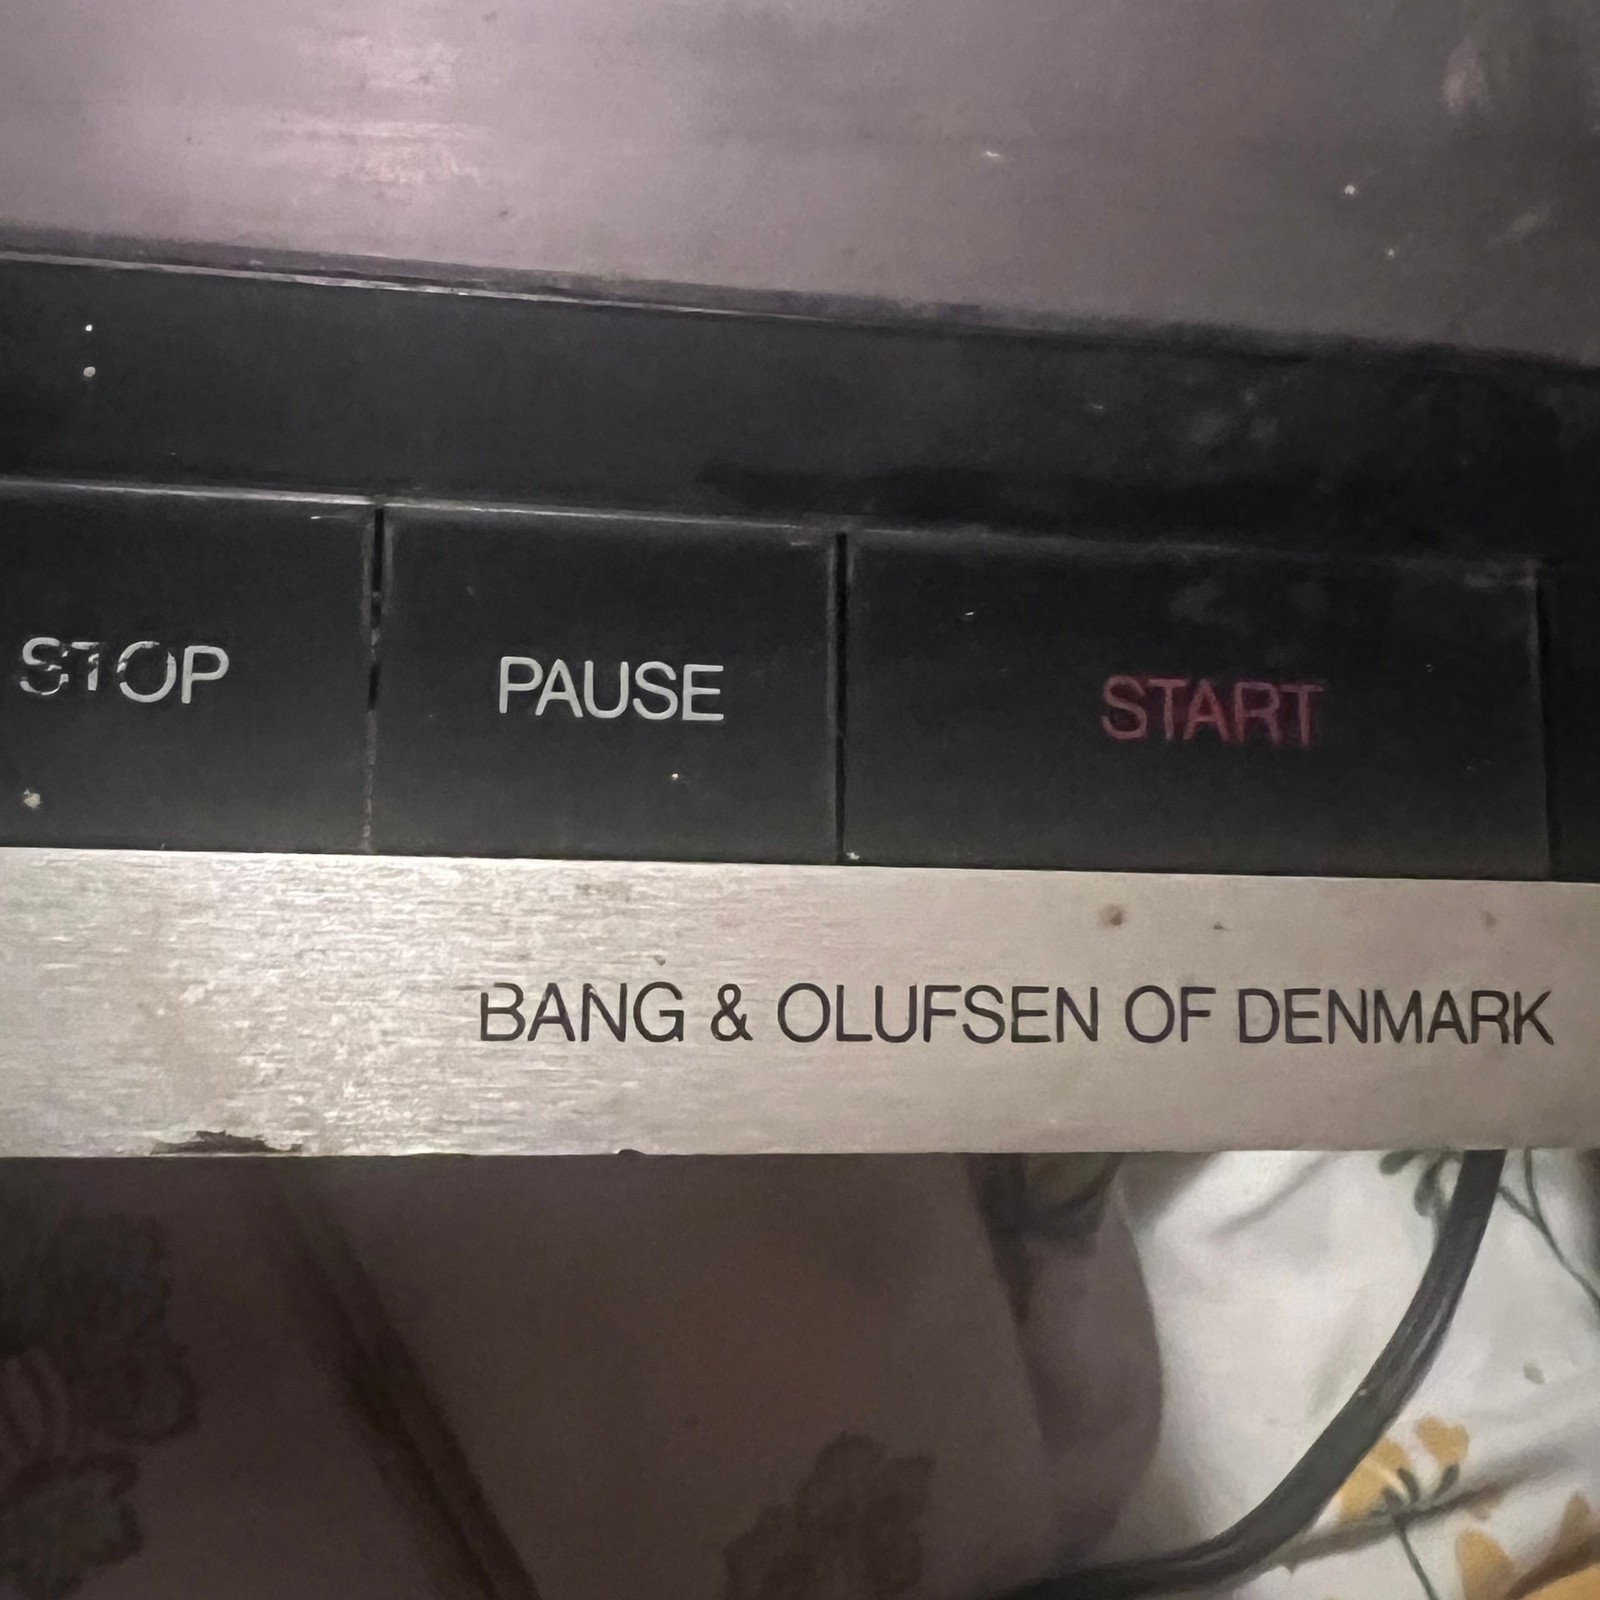 STOP PAUSE START
BANG & OLUFSEN OF DENMARK